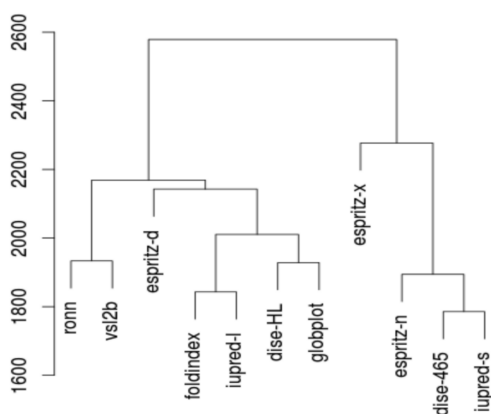 2600
2400
2200
2000
1800
1600
ronn
vsl2b
espritz-d
foldindex
iupred-l
dise-HL
globplot
espritz-x
espritz-n
dise-465
iupred-s